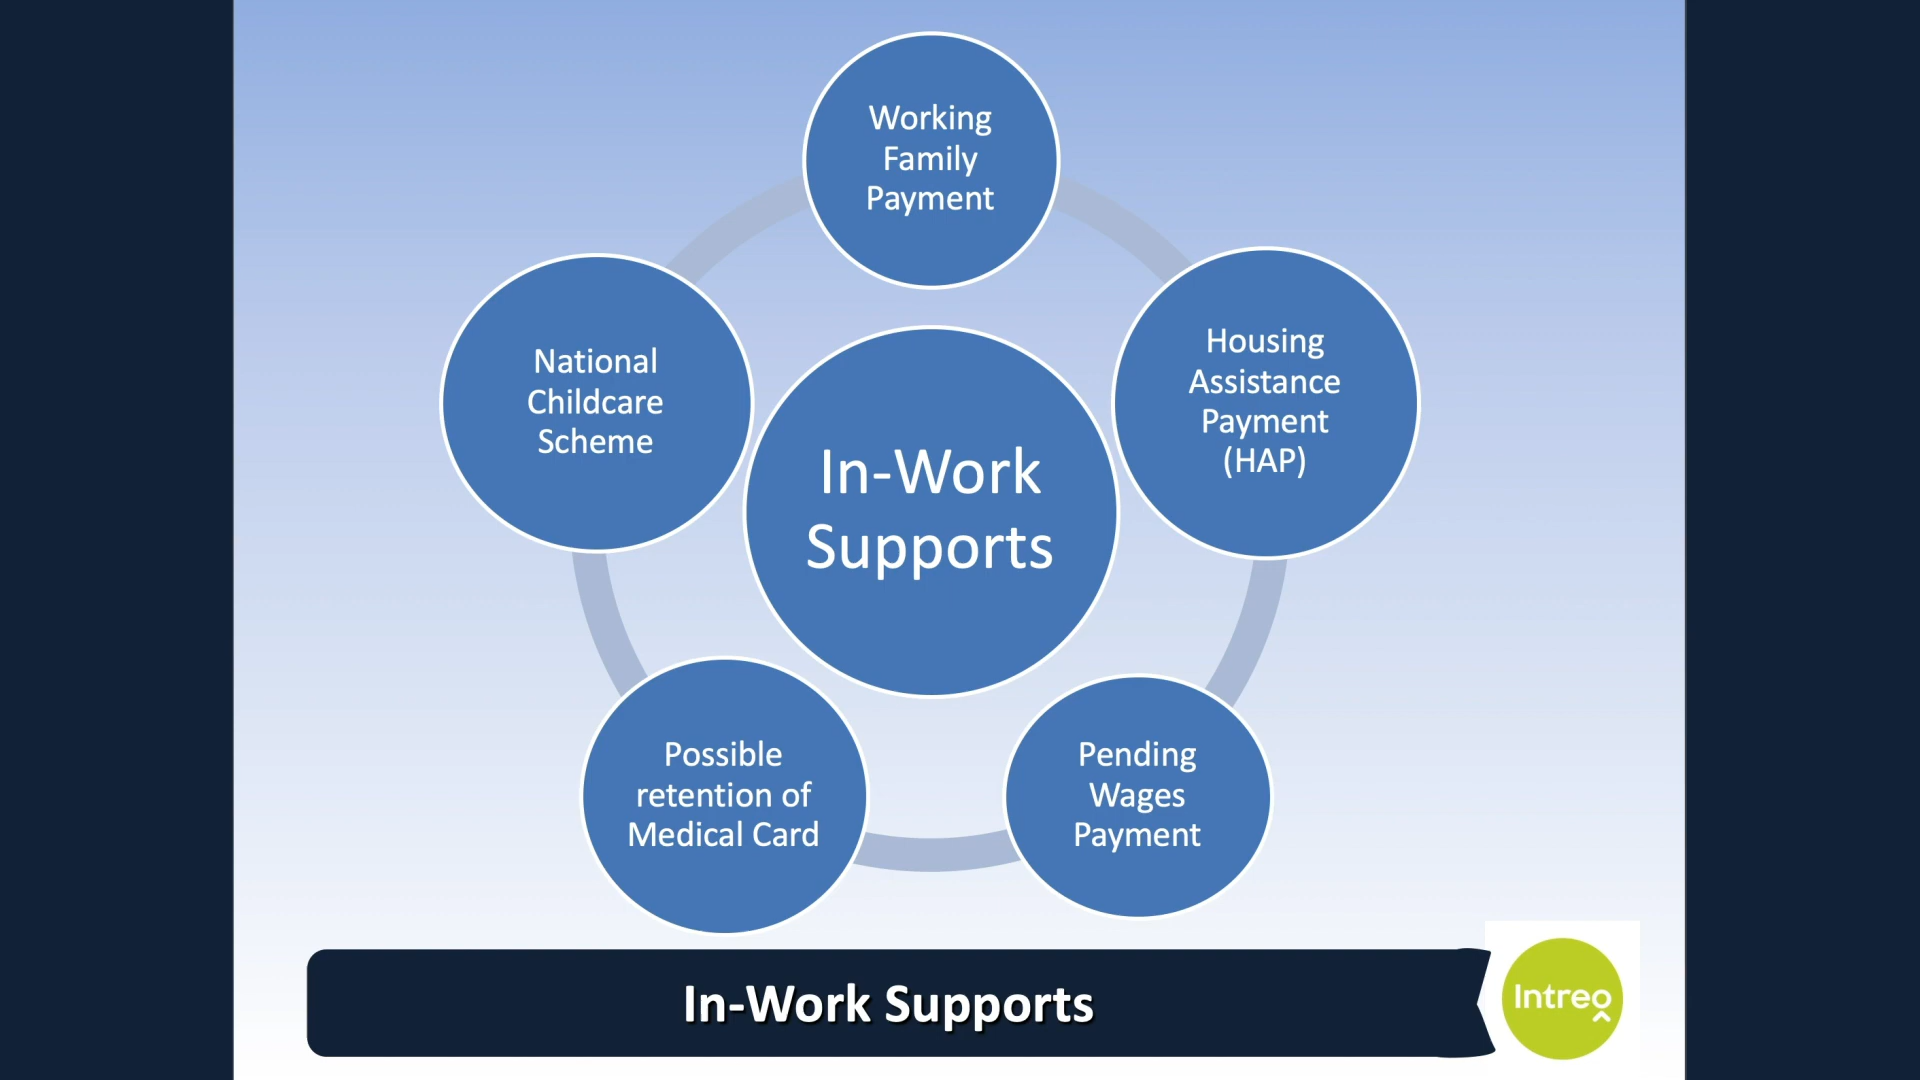 Working
Family
Payment
Housing
Assistance
Payment
(HAP)
National
Childcare
Scheme
In-Work
Supports
Possible
retention of
Medical Card
Pending
Wages
Payment
In-Work Supports
Intreo